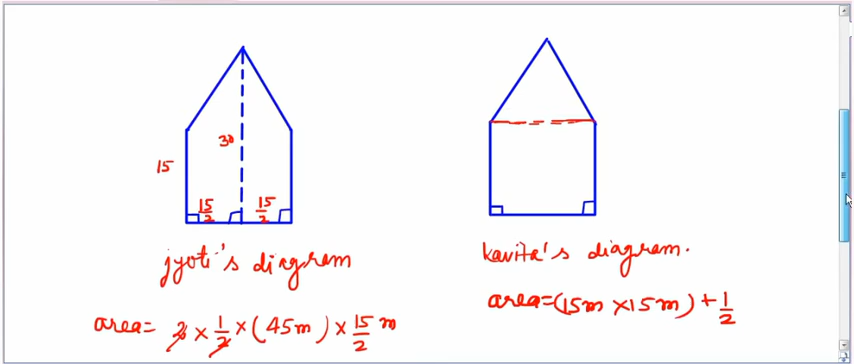 30
15
15/2 15/2
jyoti's diagram
kavita's diagram.
area= 2 × 1/2 × (45m) × 15/2 m
area=(15m ×15m) + 1/2